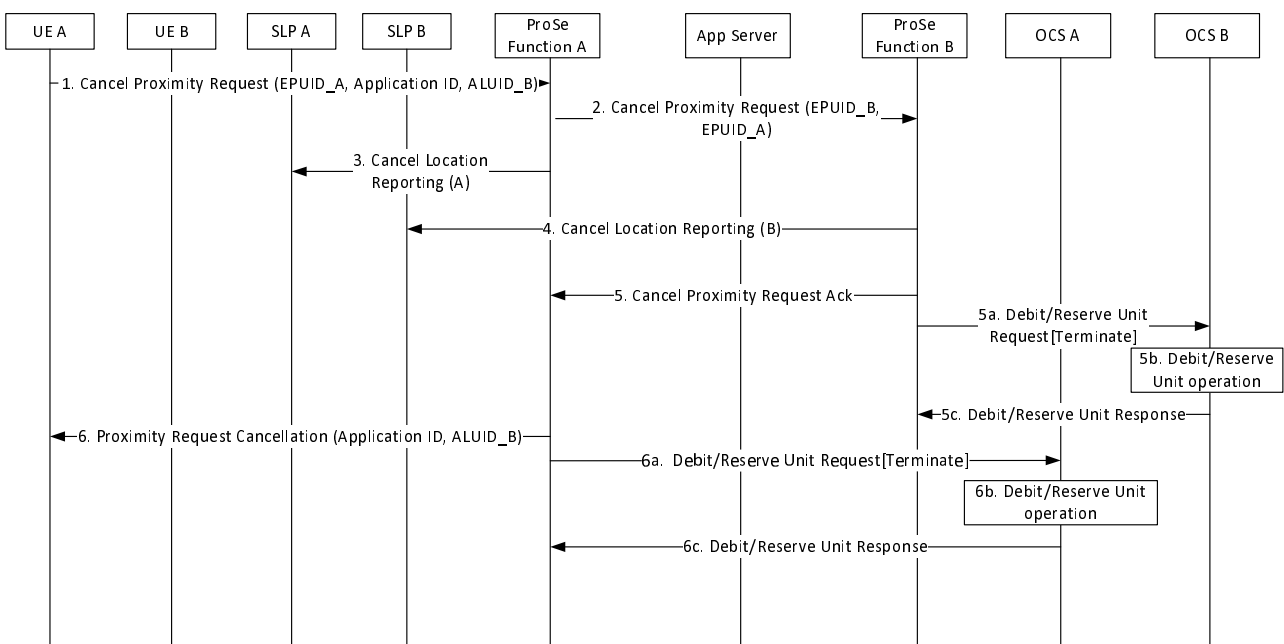 UE A
UE B
SLP A
SLP B
ProSe
Function A
App Server
ProSe
Function B
OCS A
OCS B
1. Cancel Proximity Request (EPUID_A, Application ID, ALUID_B)
2. Cancel Proximity Request (EPUID_B,
EPUID_A)
3. Cancel Location
Reporting (A)
4. Cancel Location Reporting (B)
5. Cancel Proximity Request Ack
5a. Debit/Reserve Unit
Request[Terminate]
5b. Debit/Reserve
Unit operation
5c. Debit/Reserve Unit Response
6. Proximity Request Cancellation (Application ID, ALUID_B)
6a. Debit/Reserve Unit Request[Terminate]
6b. Debit/Reserve Unit
operation
6c. Debit/Reserve Unit Response